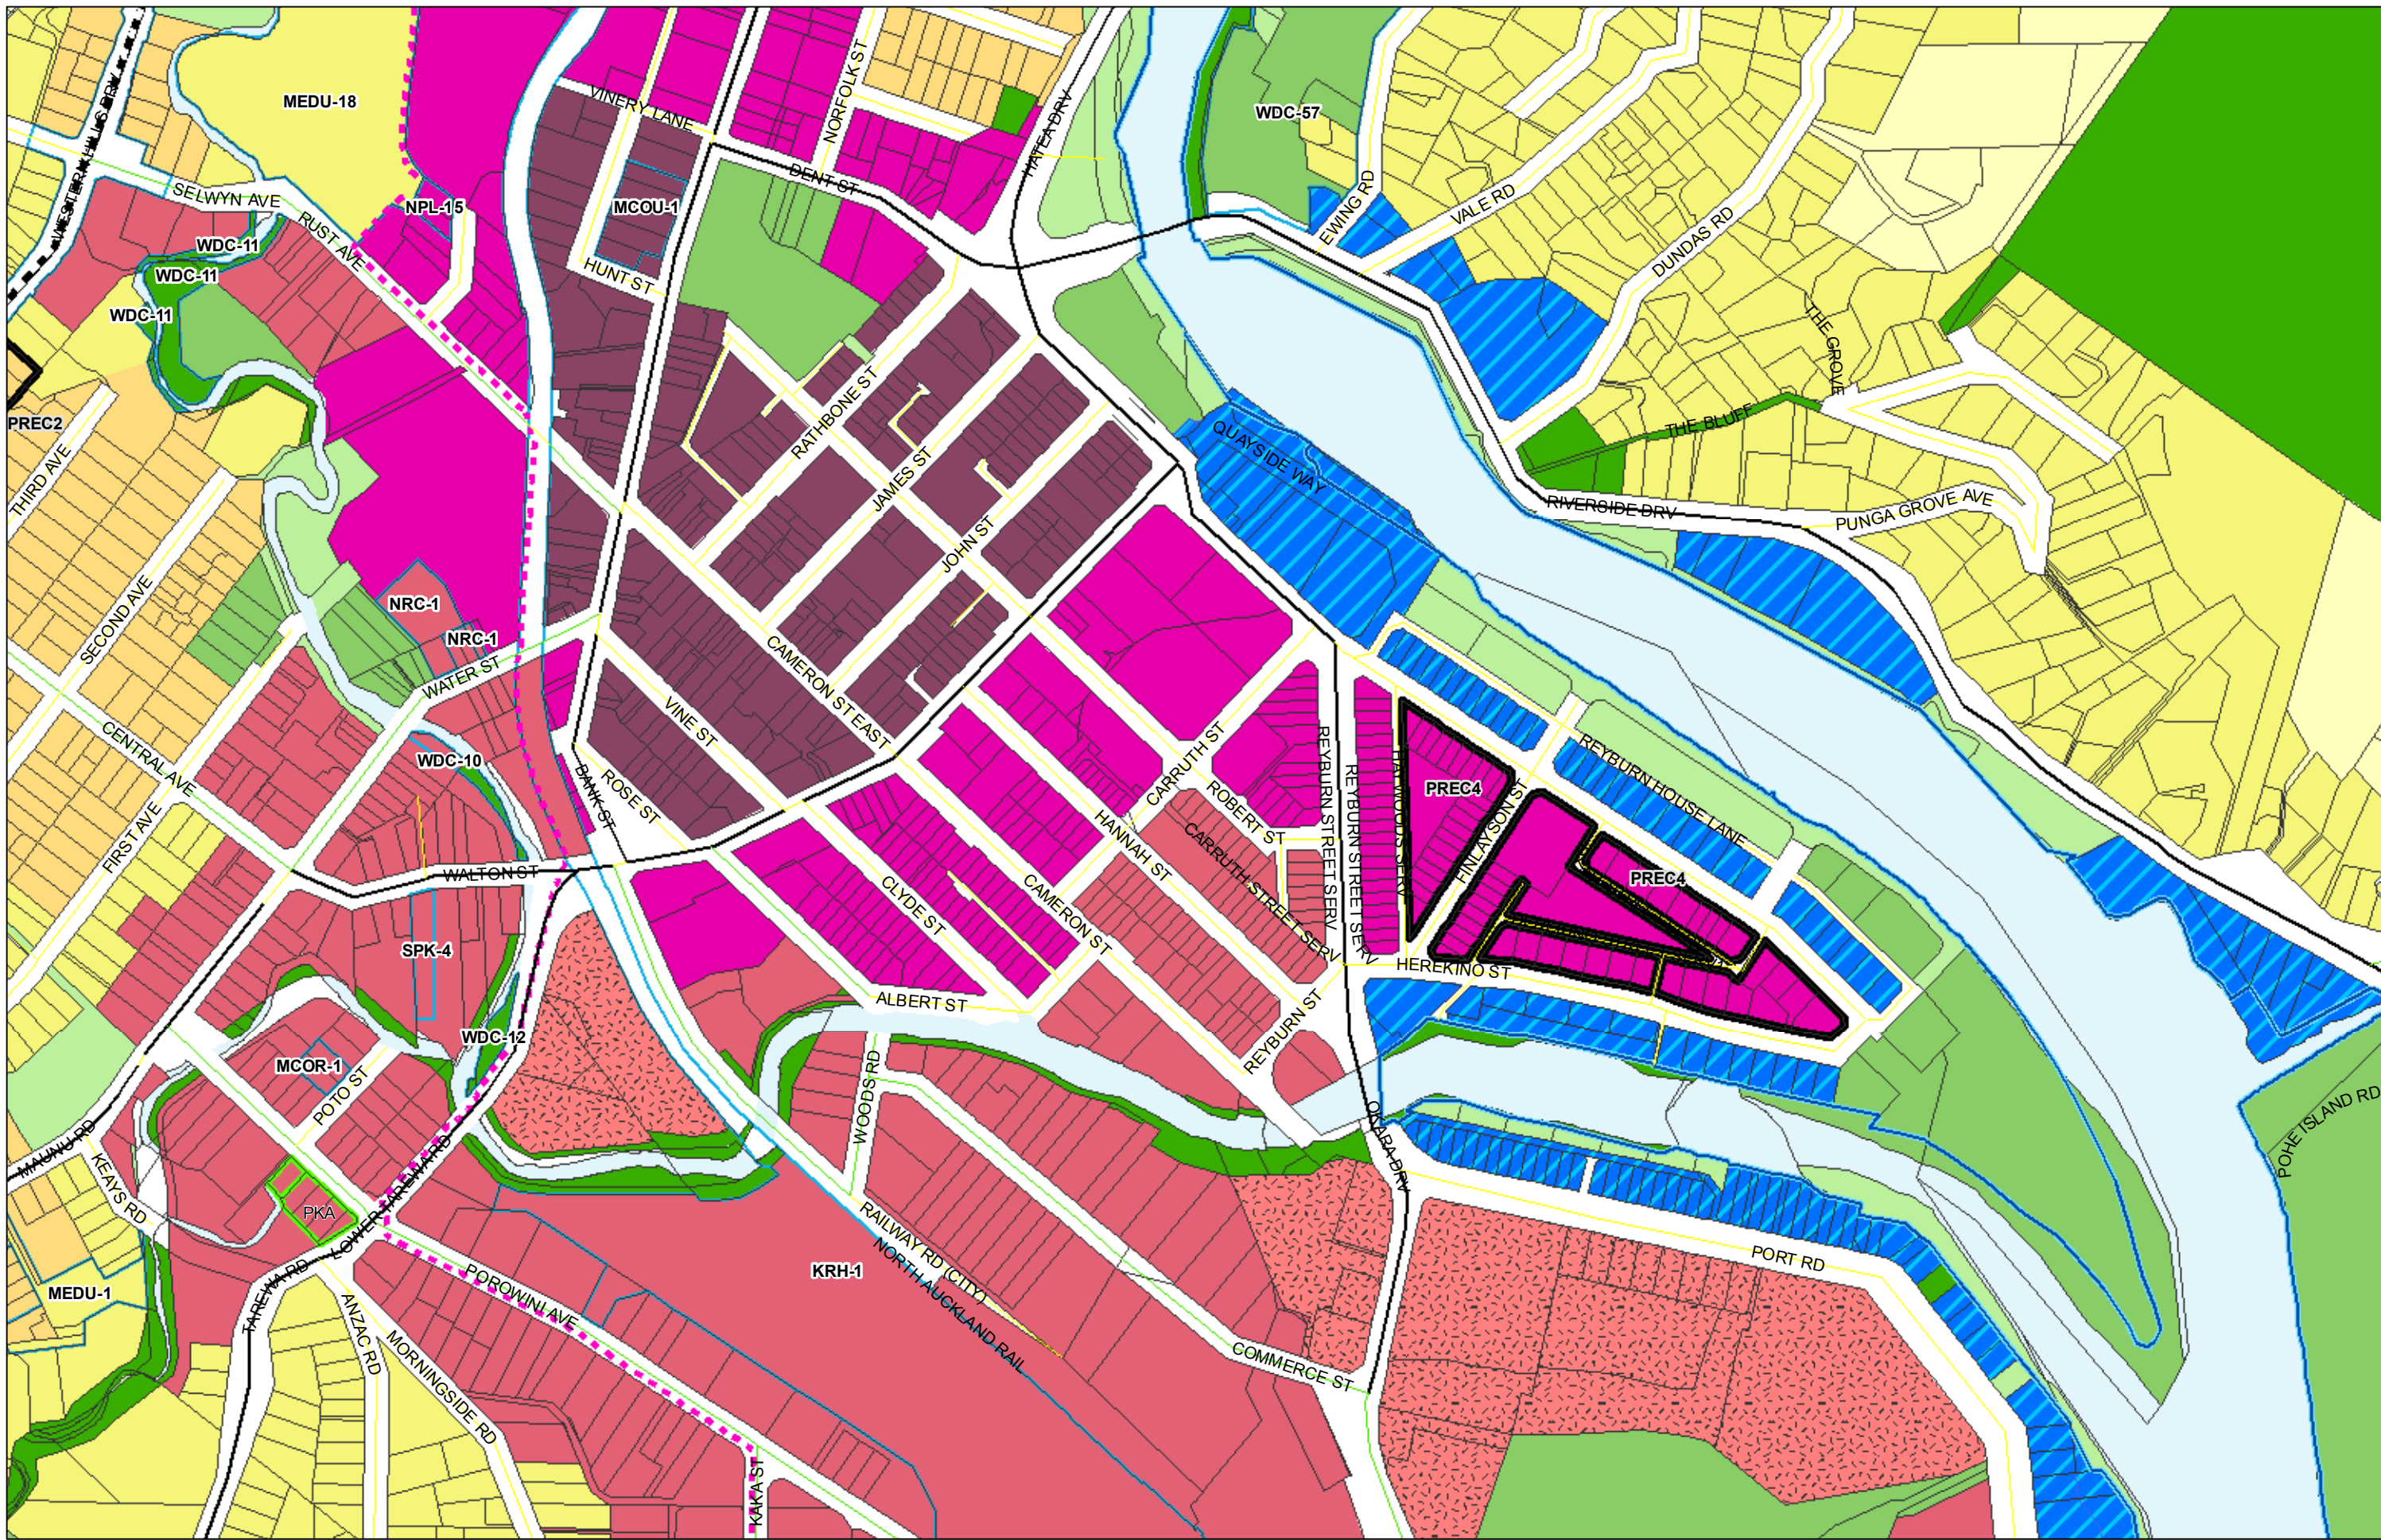 MEDU-18
WDC-57
VINERY LANE
NORFOLK ST
HATEA DRV
WESTERN HILLS DRV
SELWYN AVE
NPL-15
MCOU-1
DENT ST
EWING RD
VALE RD
DUNDAS RD
RUST AVE
WDC-11
WDC-11
WDC-11
HUNT ST
THE GROVE
PREC2
THIRD AVE
RATHBONE ST
JAMES ST
QUAYSIDE WAY
THE BLUFF
RIVERSIDE DRV
PUNGA GROVE AVE
JOHN ST
SECOND AVE
NRC-1
NRC-1
WATER ST
CAMERON ST EAST
VINE ST
CENTRAL AVE
WDC-10
BANK ST
ROSE ST
CARRUTH ST
ROBERT ST
REYBURN STREET SERV
REYBURN STREET SERV
HAYWOODS SERV
PREC4
FINLAYSON ST
REYBURN HOUSE LANE
FIRST AVE
HANNAH ST
CARRUTH STREET SERV
WALTON ST
CLYDE ST
CAMERON ST
PREC4
SPK-4
HEREKINO ST
ALBERT ST
WDC-12
REYBURN ST
MCOR-1
POTO ST
WOODS RD
OKARA DRV
POHE ISLAND RD
MAUNU RD
KEAYS RD
PKA
LOWER TAREWA RD
RAILWAY RD (CITY)
NORTH AUCKLAND RAIL
KRH-1
PORT RD
MEDU-1
TAREWA RD
ANZAC RD
POROWINI AVE
MORNINGSIDE RD
COMMERCE ST
KAKA ST